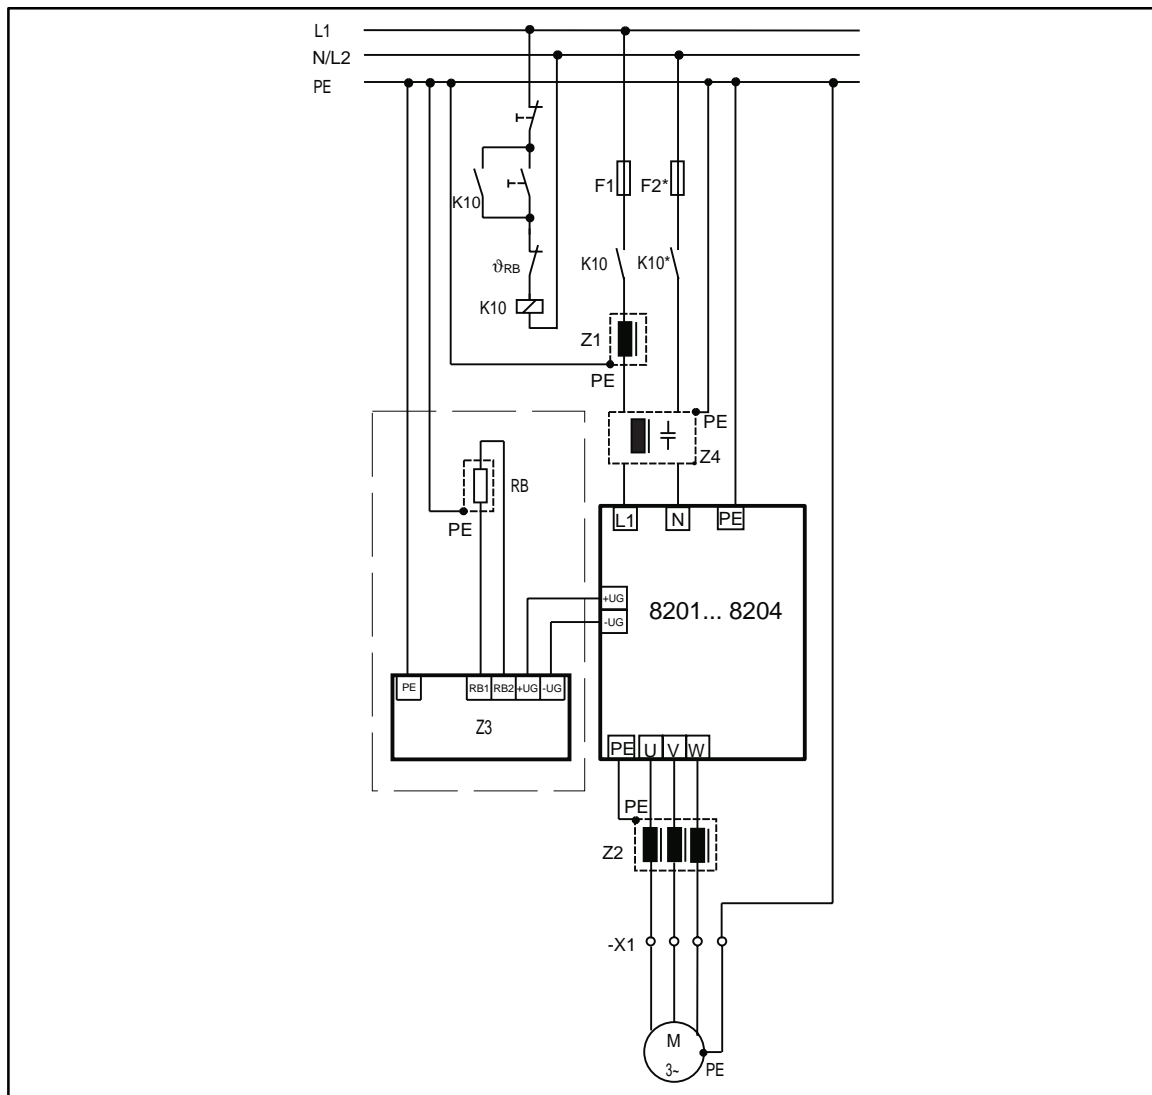 L1
N/L2
PE
F1
F2*
K10
ϑRB
K10
K10*
K10
Z1
PE
PE
Z4
RB
PE
L1
N
PE
+UG
-UG
8201... 8204
PE
RB1
RB2
+UG
-UG
Z3
PE
U
V
W
PE
Z2
-X1
M
3~
PE